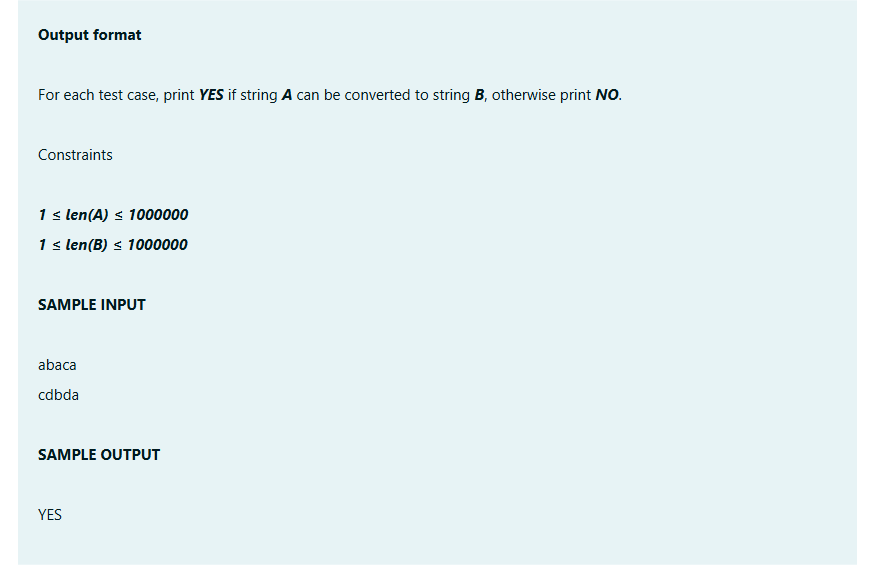 Output format
For each test case, print YES if string A can be converted to string B, otherwise print NO.
Constraints
1 ≤ len(A) ≤ 1000000
1 ≤ len(B) ≤ 1000000
SAMPLE INPUT
abaca
cdbda
SAMPLE OUTPUT
YES